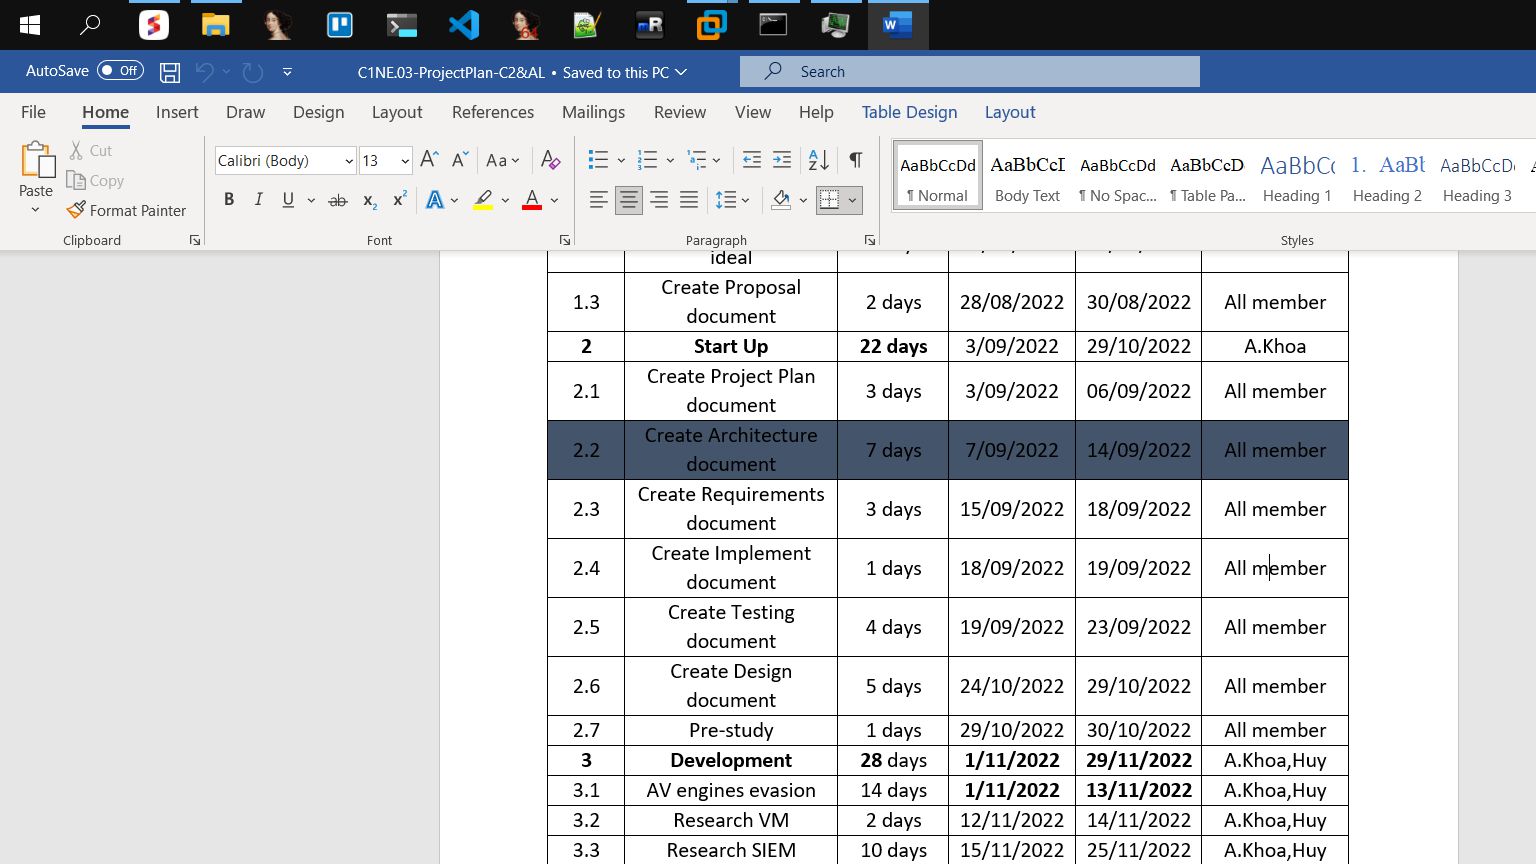 AutoSave Off C1NE.03-ProjectPlan-C2&AL • Saved to this PC Search
File Home Insert Draw Design Layout References Mailings Review View Help Table Design Layout
Paste
Cut
Copy
Format Painter
Calibri (Body) 13
AaBbCcDd AaBbCcI AaBbCcDd AaBbCcD AaBbCc 1. AaBb AaBbCcDc
¶ Normal Body Text ¶ No Spac... ¶ Table Pa... Heading 1 Heading 2 Heading 3
Clipboard Font Paragraph Styles
ideal
1.3 Create Proposal document 2 days 28/08/2022 30/08/2022 All member
2 Start Up 22 days 3/09/2022 29/10/2022 A.Khoa
2.1 Create Project Plan document 3 days 3/09/2022 06/09/2022 All member
2.2 Create Architecture document 7 days 7/09/2022 14/09/2022 All member
2.3 Create Requirements document 3 days 15/09/2022 18/09/2022 All member
2.4 Create Implement document 1 days 18/09/2022 19/09/2022 All member
2.5 Create Testing document 4 days 19/09/2022 23/09/2022 All member
2.6 Create Design document 5 days 24/10/2022 29/10/2022 All member
2.7 Pre-study 1 days 29/10/2022 30/10/2022 All member
3 Development 28 days 1/11/2022 29/11/2022 A.Khoa,Huy
3.1 AV engines evasion 14 days 1/11/2022 13/11/2022 A.Khoa,Huy
3.2 Research VM 2 days 12/11/2022 14/11/2022 A.Khoa,Huy
3.3 Research SIEM 10 days 15/11/2022 25/11/2022 A.Khoa,Huy